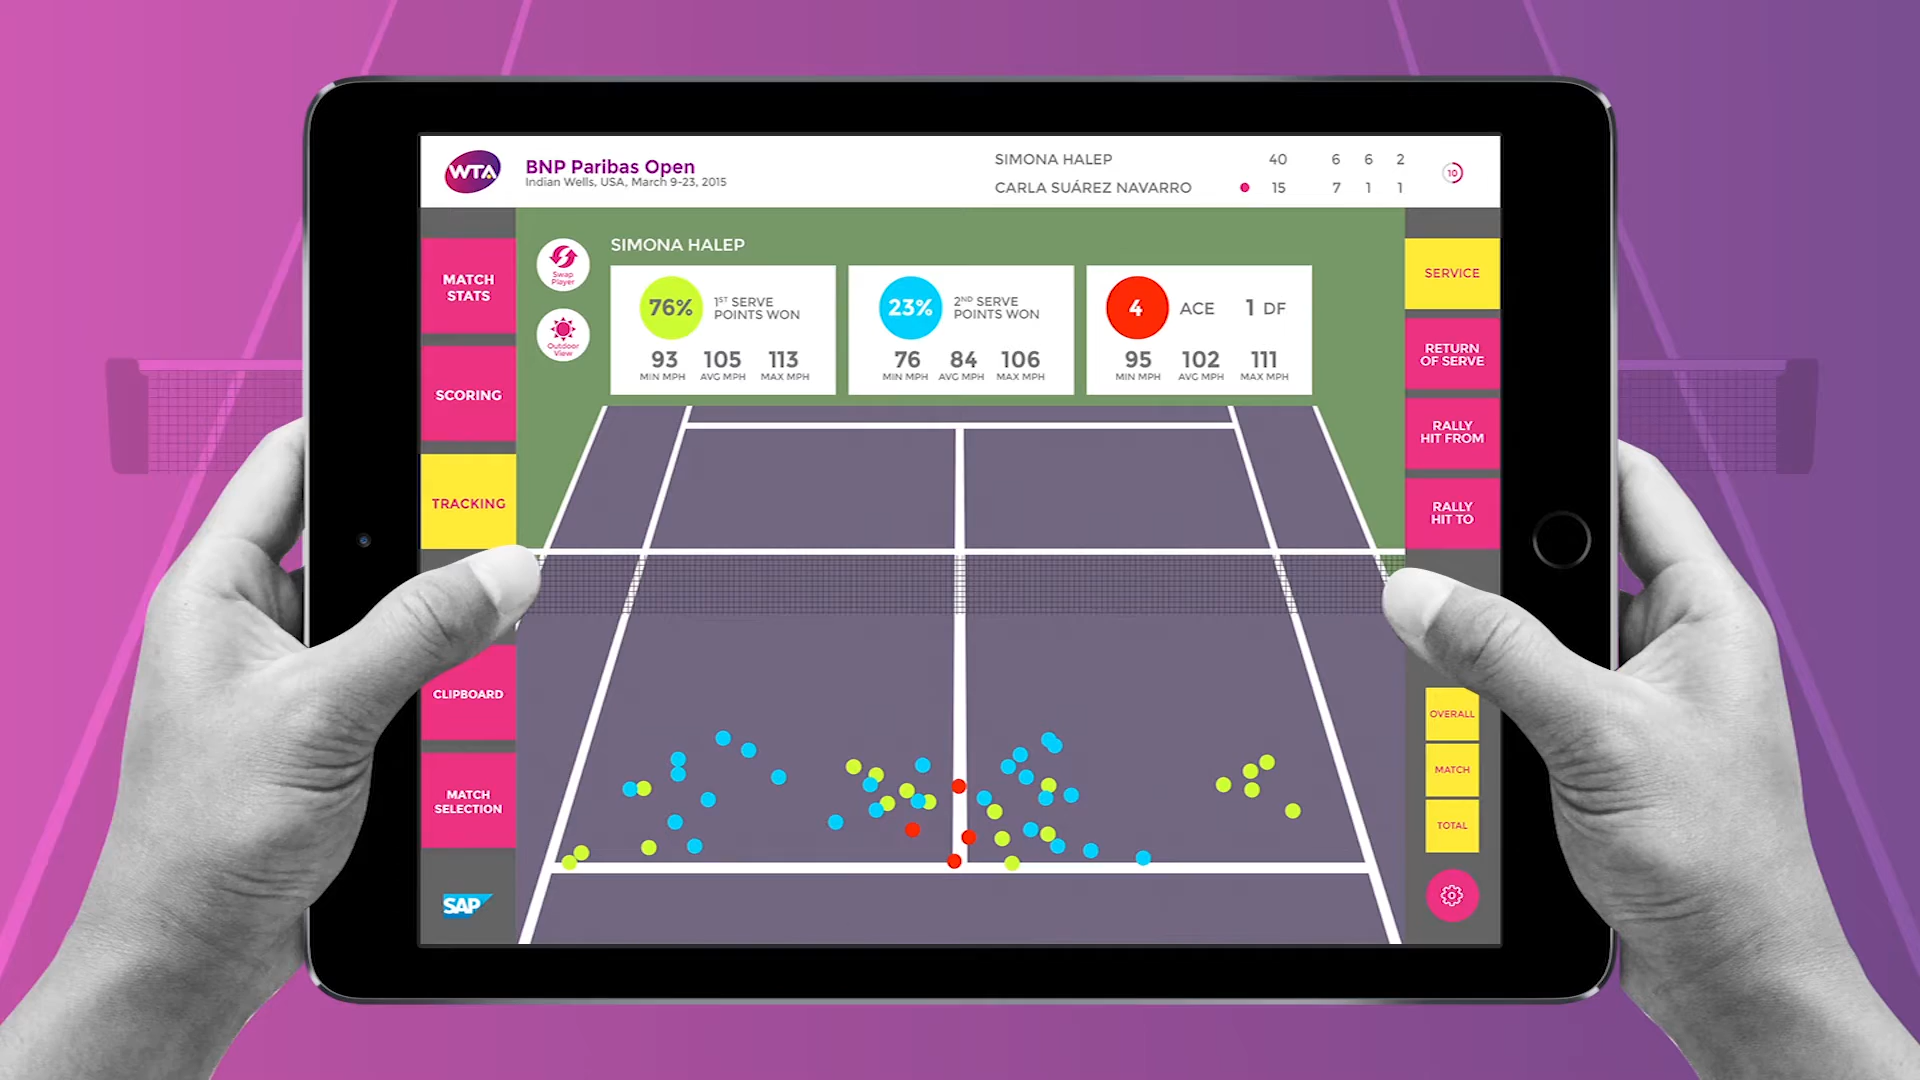 WTA
BNP Paribas Open
Indian Wells, USA, March 9-23, 2015
SIMONA HALEP 40 6 6 2
CARLA SUÁREZ NAVARRO 15 7 1 1
10
MATCH
STATS
SCORING
TRACKING
CLIPBOARD
MATCH
SELECTION
SAP
Swap
Player
Outdoor
View
SIMONA HALEP
76% 1ST SERVE
POINTS WON
93 105 113
MIN MPH AVG MPH MAX MPH
23% 2ND SERVE
POINTS WON
76 84 106
MIN MPH AVG MPH MAX MPH
4 ACE 1 DF
95 102 111
MIN MPH AVG MPH MAX MPH
SERVICE
RETURN
OF SERVE
RALLY
HIT FROM
RALLY
HIT TO
OVERALL
MATCH
TOTAL